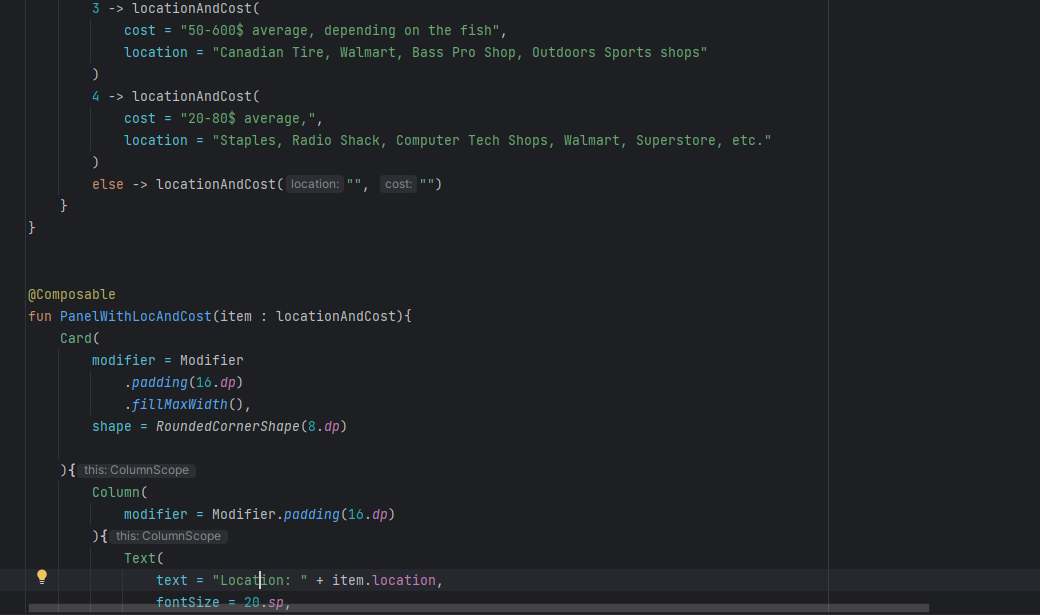 3 -> locationAndCost(
cost = "50-600$ average, depending on the fish",
location = "Canadian Tire, Walmart, Bass Pro Shop, Outdoors Sports shops"
)
4 -> locationAndCost(
cost = "20-80$ average,",
location = "Staples, Radio Shack, Computer Tech Shops, Walmart, Superstore, etc."
)
else -> locationAndCost( location: "", cost: "")
}
}
@Composable
fun PanelWithLocAndCost(item : locationAndCost){
Card(
modifier = Modifier
.padding(16.dp)
.fillMaxWidth(),
shape = RoundedCornerShape(8.dp)
){ this: ColumnScope
Column(
modifier = Modifier.padding(16.dp)
){ this: ColumnScope
Text(
text = "Location: " + item.location,
fontSize = 20.sp,